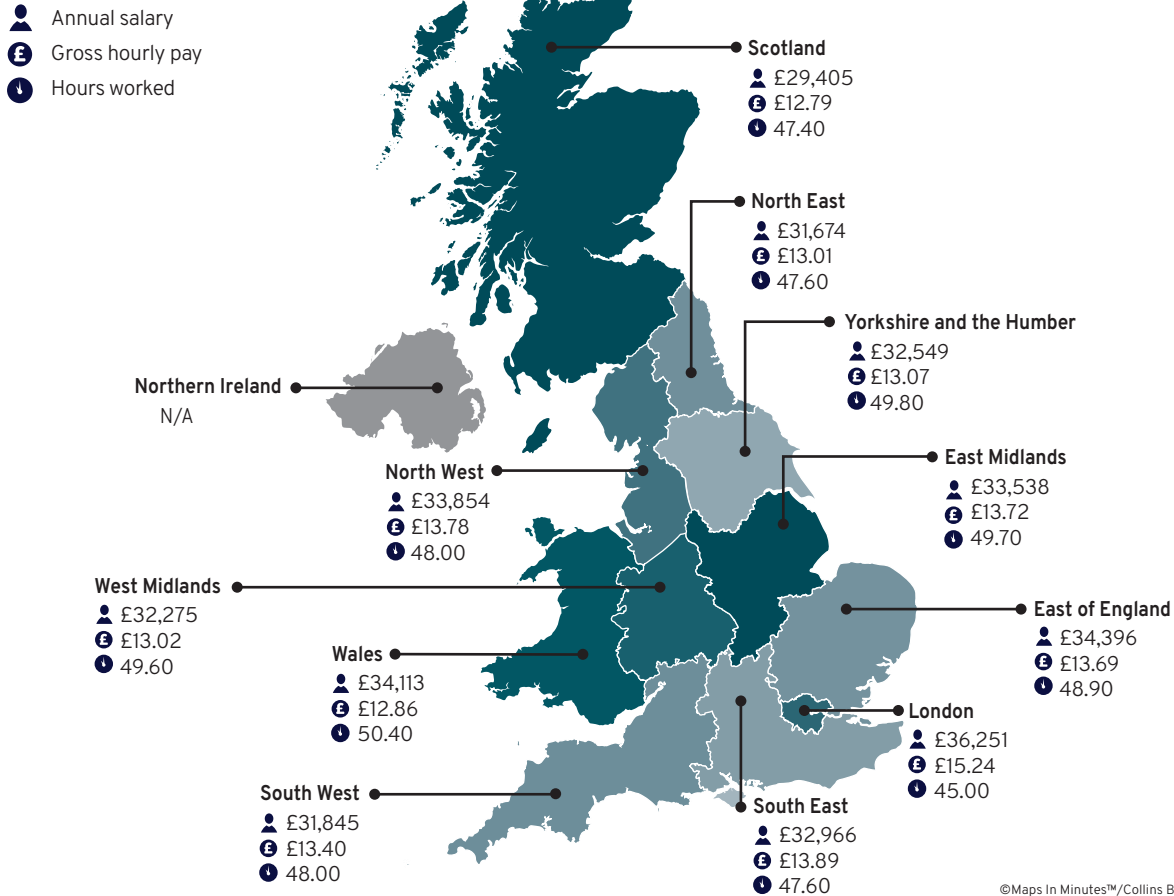 Annual salary
£ Gross hourly pay
Hours worked
Scotland
£29,405
£ £12.79
47.40
North East
£31,674
£ £13.01
47.60
Yorkshire and the Humber
£32,549
£ £13.07
49.80
Northern Ireland
N/A
East Midlands
£33,538
£ £13.72
49.70
North West
£33,854
£ £13.78
48.00
West Midlands
£32,275
£ £13.02
49.60
East of England
£34,396
£ £13.69
48.90
Wales
£34,113
£ £12.86
50.40
London
£36,251
£ £15.24
45.00
South West
£31,845
£ £13.40
48.00
South East
£32,966
£ £13.89
47.60
©Maps In Minutes™/Collins B